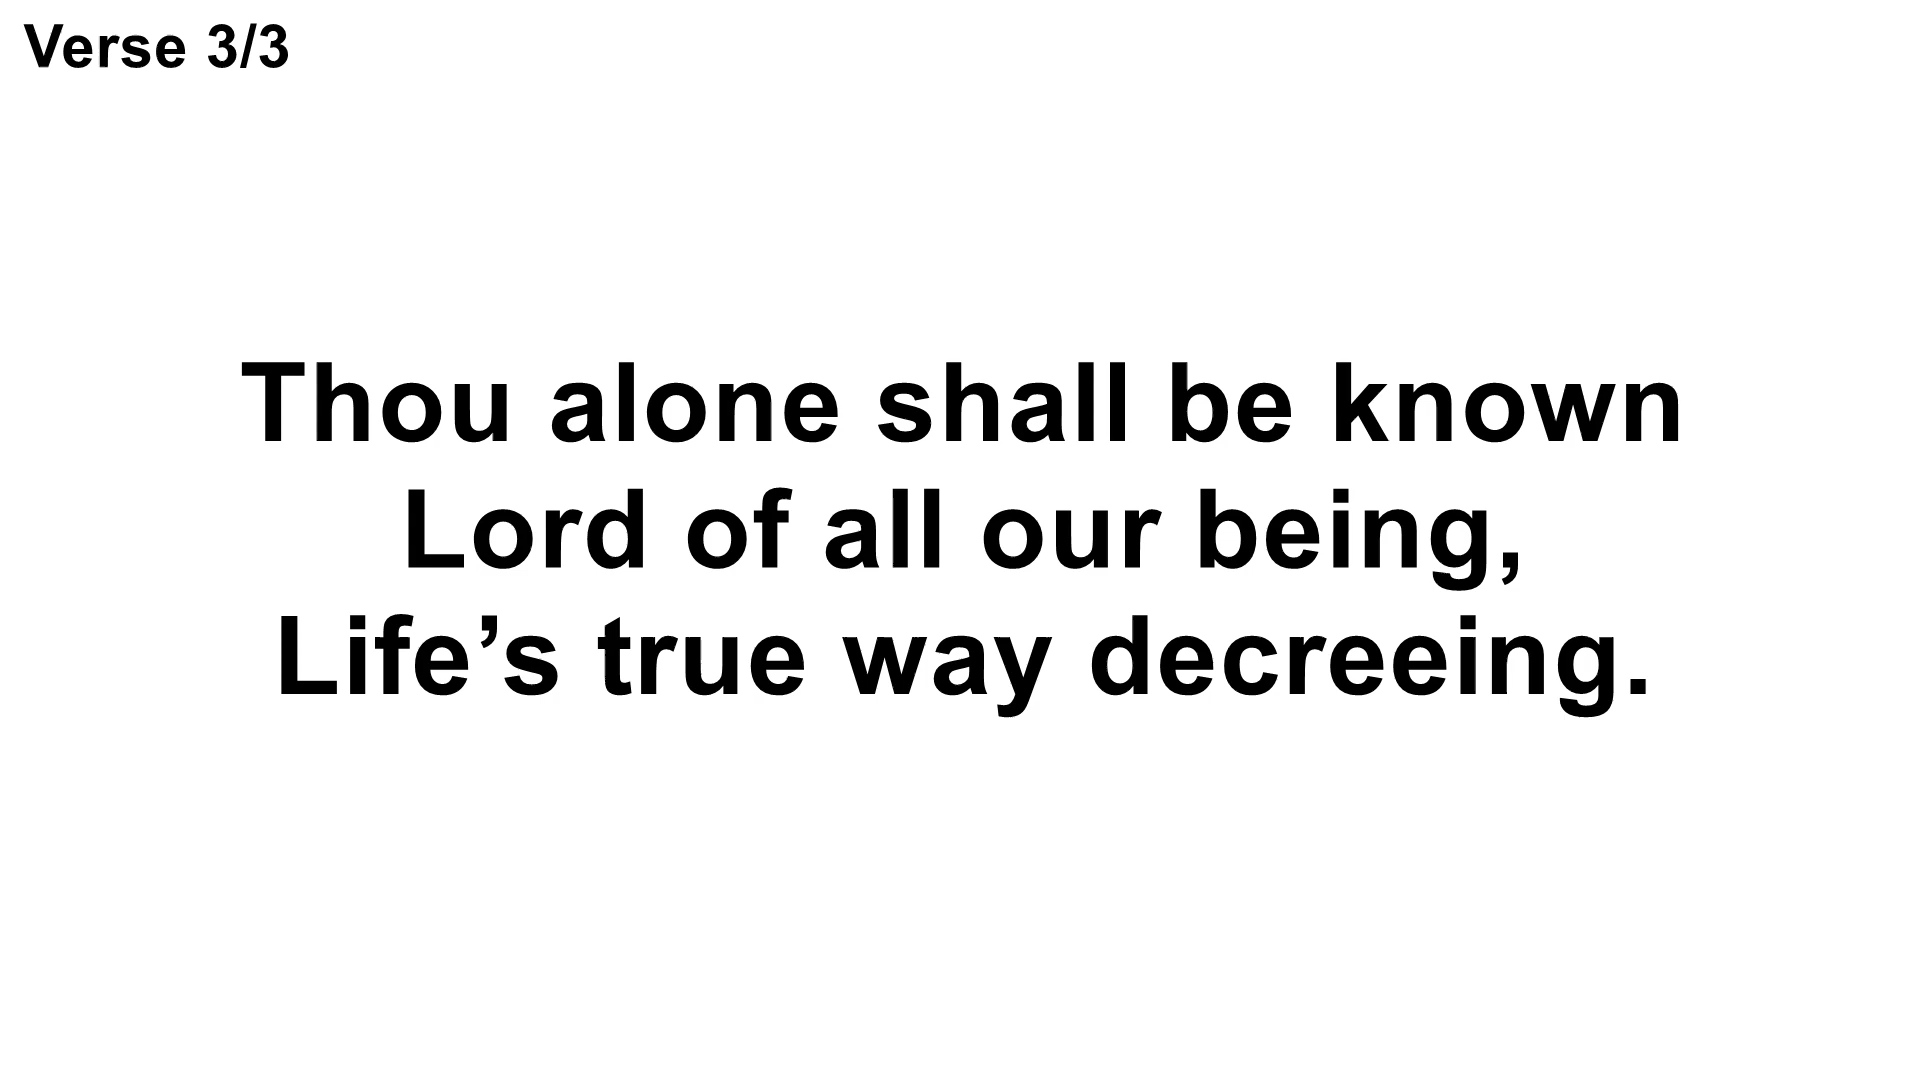 Verse 3/3
Thou alone shall be known
Lord of all our being,
Life’s true way decreeing.